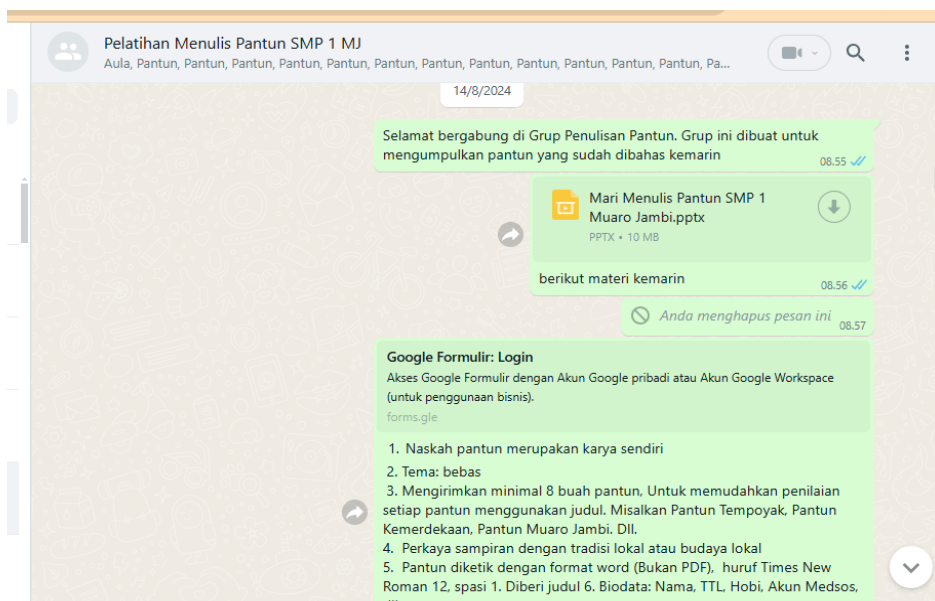 Pelatihan Menulis Pantun SMP 1 MJ
Aula, Pantun, Pantun, Pantun, Pantun, Pantun, Pantun, Pantun, Pantun, Pantun, Pantun, Pantun, Pantun, Pa...
14/8/2024
Selamat bergabung di Grup Penulisan Pantun. Grup ini dibuat untuk
mengumpulkan pantun yang sudah dibahas kemarin
08.55
Mari Menulis Pantun SMP 1
Muaro Jambi.pptx
PPTX • 10 MB
berikut materi kemarin
08.56
Anda menghapus pesan ini
08.57
Google Formulir: Login
Akses Google Formulir dengan Akun Google pribadi atau Akun Google Workspace
(untuk penggunaan bisnis).
forms.gle
1. Naskah pantun merupakan karya sendiri
2. Tema: bebas
3. Mengirimkan minimal 8 buah pantun, Untuk memudahkan penilaian
setiap pantun menggunakan judul. Misalkan Pantun Tempoyak, Pantun
Kemerdekaan, Pantun Muaro Jambi. Dll.
4. Perkaya sampiran dengan tradisi lokal atau budaya lokal
5. Pantun diketik dengan format word (Bukan PDF), huruf Times New
Roman 12, spasi 1. Diberi judul 6. Biodata: Nama, TTL, Hobi, Akun Medsos,